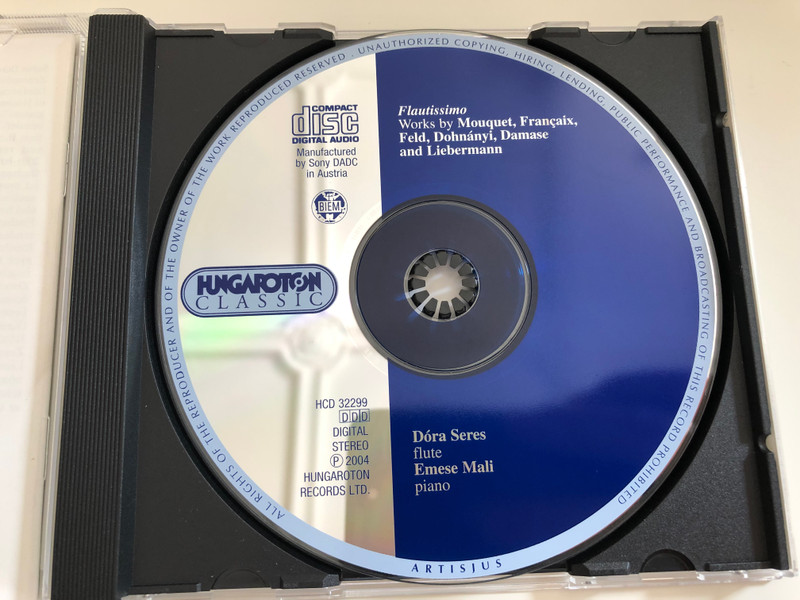 ALL RIGHTS OF THE REPRODUCER AND OF THE OWNER OF THE WORK REPRODUCED RESERVED . UNAUTHORIZED COPYING, HIRING, LENDING, PUBLIC PERFORMANCE AND BROADCASTING OF THIS RECORD PROHIBITED
COMPACT
disc
DIGITAL AUDIO
Manufactured
by Sony DADC
in Austria
BIEM
HUNGAROTON
CLASSIC
HCD 32299
DDD
DIGITAL
STEREO
Ⓟ 2004
HUNGAROTON
RECORDS LTD.
Flautissimo
Works by Mouquet, Françaix,
Feld, Dohnányi, Damase
and Liebermann
Dóra Seres
flute
Emese Mali
piano
ARTISJUS